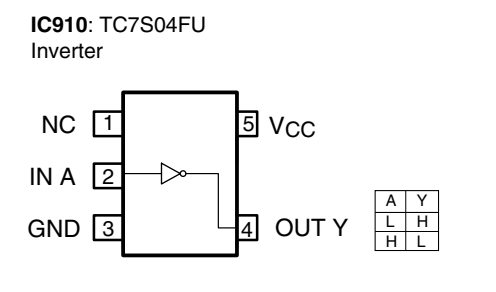 IC910: TC7S04FU
Inverter
NC 1
5 VCC
IN A 2
GND 3
4 OUT Y
A Y
L H
H L